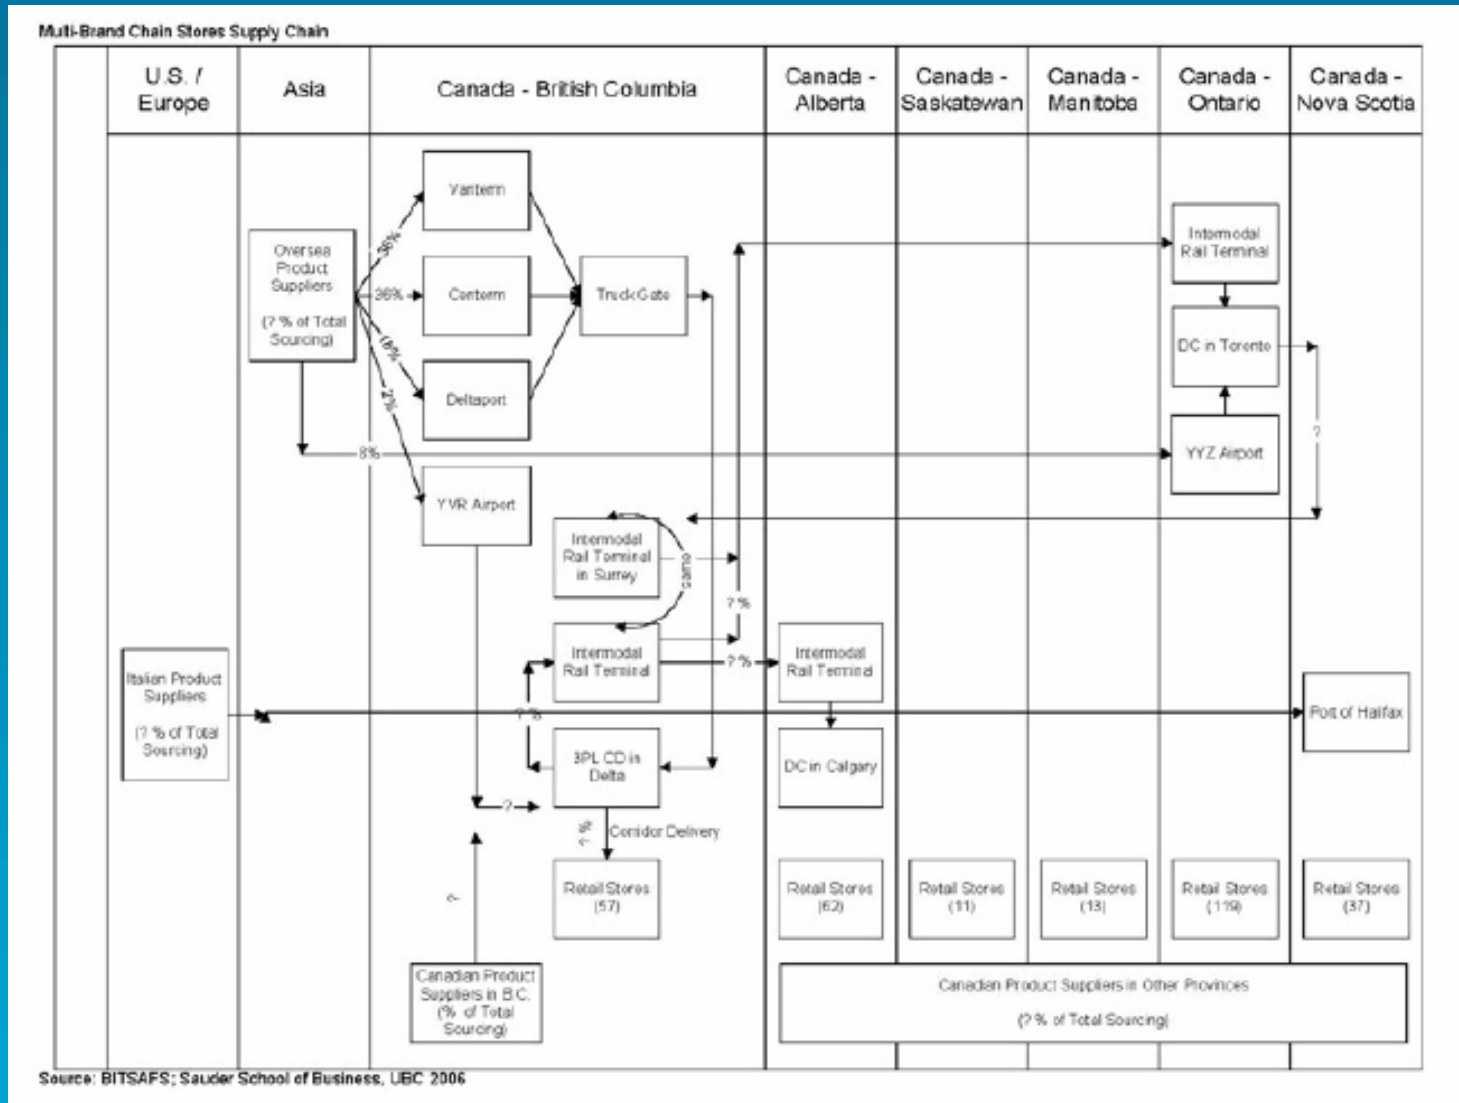 Multi-Brand Chain Stores Supply Chain
U.S. /
Europe
Asia
Canada - British Columbia
Canada -
Alberta
Canada -
Saskatewan
Canada -
Manitoba
Canada -
Ontario
Canada -
Nova Scotia
Vanterm
Oversea
Product
Suppliers
(? % of Total
Sourcing)
36%
36%
18%
2%
8%
Centerm
Truck Gate
Deltaport
YVR Airport
Intermodal
Rail Terminal
DC in Toronto
YYZ Airport
?
Intermodal
Rail Terminal
in Surrey
same
? %
Intermodal
Rail Terminal
? %
Intermodal
Rail Terminal
Italian Product
Suppliers
(? % of Total
Sourcing)
? %
Port of Halifax
3PL CD in
Delta
DC in Calgary
?
? %
Corridor Delivery
Retail Stores
(57)
Retail Stores
(62)
Retail Stores
(11)
Retail Stores
(13)
Retail Stores
(119)
Retail Stores
(37)
?
Canadian Product
Suppliers in B.C.
(% of Total
Sourcing)
Canadian Product Suppliers in Other Provinces
(? % of Total Sourcing)
Source: BITSAFS; Sauder School of Business, UBC 2006